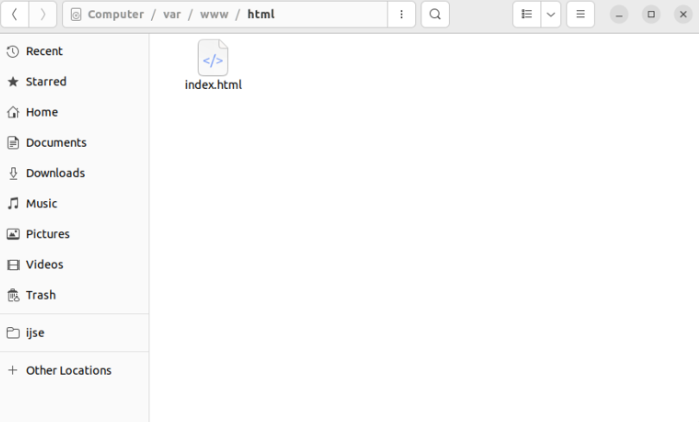 Computer / var / www / html
Recent
Starred
Home
Documents
Downloads
Music
Pictures
Videos
Trash
ijse
+ Other Locations
</>
index.html